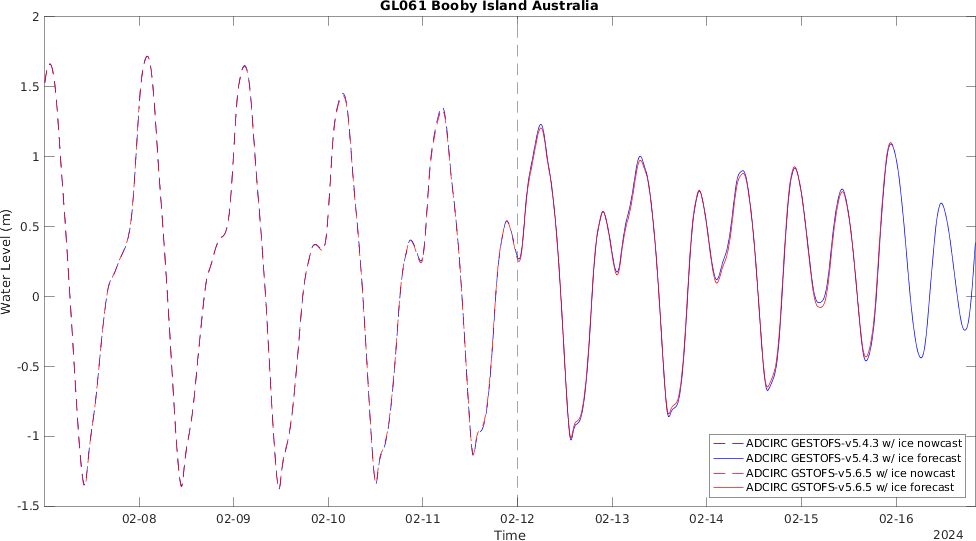 GL061 Booby Island Australia
2
1.5
1
0.5
0
-0.5
-1
-1.5
Water Level (m)
ADCIRC GESTOFS-v5.4.3 w/ ice nowcast
ADCIRC GESTOFS-v5.4.3 w/ ice forecast
ADCIRC GSTOFS-v5.6.5 w/ ice nowcast
ADCIRC GSTOFS-v5.6.5 w/ ice forecast
02-08 02-09 02-10 02-11 02-12 02-13 02-14 02-15 02-16
Time
2024